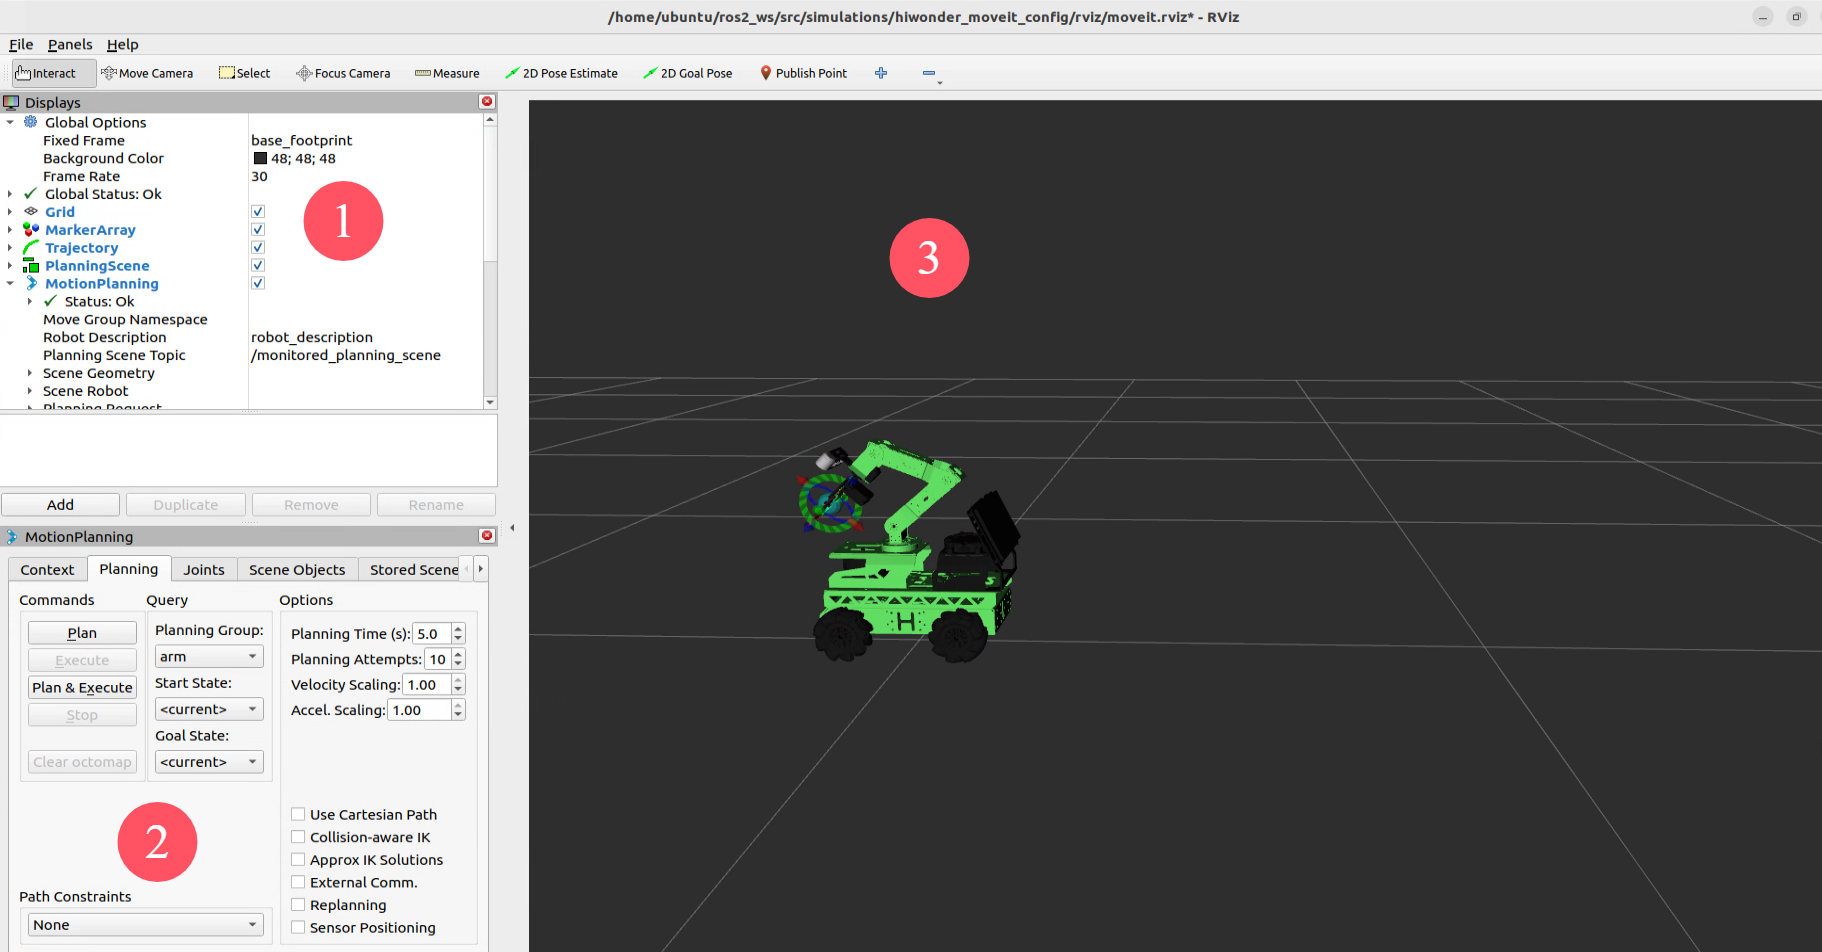 /home/ubuntu/ros2_ws/src/simulations/hiwonder_moveit_config/rviz/moveit.rviz* - RViz
File Panels Help
Interact Move Camera Select Focus Camera Measure 2D Pose Estimate 2D Goal Pose Publish Point
Displays
Global Options
Fixed Frame base_footprint
Background Color 48; 48; 48
Frame Rate 30
Global Status: Ok
Grid
MarkerArray
Trajectory
PlanningScene
MotionPlanning
Status: Ok
Move Group Namespace
Robot Description robot_description
Planning Scene Topic /monitored_planning_scene
Scene Geometry
Scene Robot
Planning Request
1
Add Duplicate Remove Rename
MotionPlanning
Context Planning Joints Scene Objects Stored Scene
Commands Query Options
Plan
Execute
Plan & Execute
Stop
Clear octomap
Planning Group:
arm
Start State:
<current>
Goal State:
<current>
Planning Time (s): 5.0
Planning Attempts: 10
Velocity Scaling: 1.00
Accel. Scaling: 1.00
Use Cartesian Path
Collision-aware IK
Approx IK Solutions
External Comm.
Replanning
Sensor Positioning
2
Path Constraints
None
3
H
S